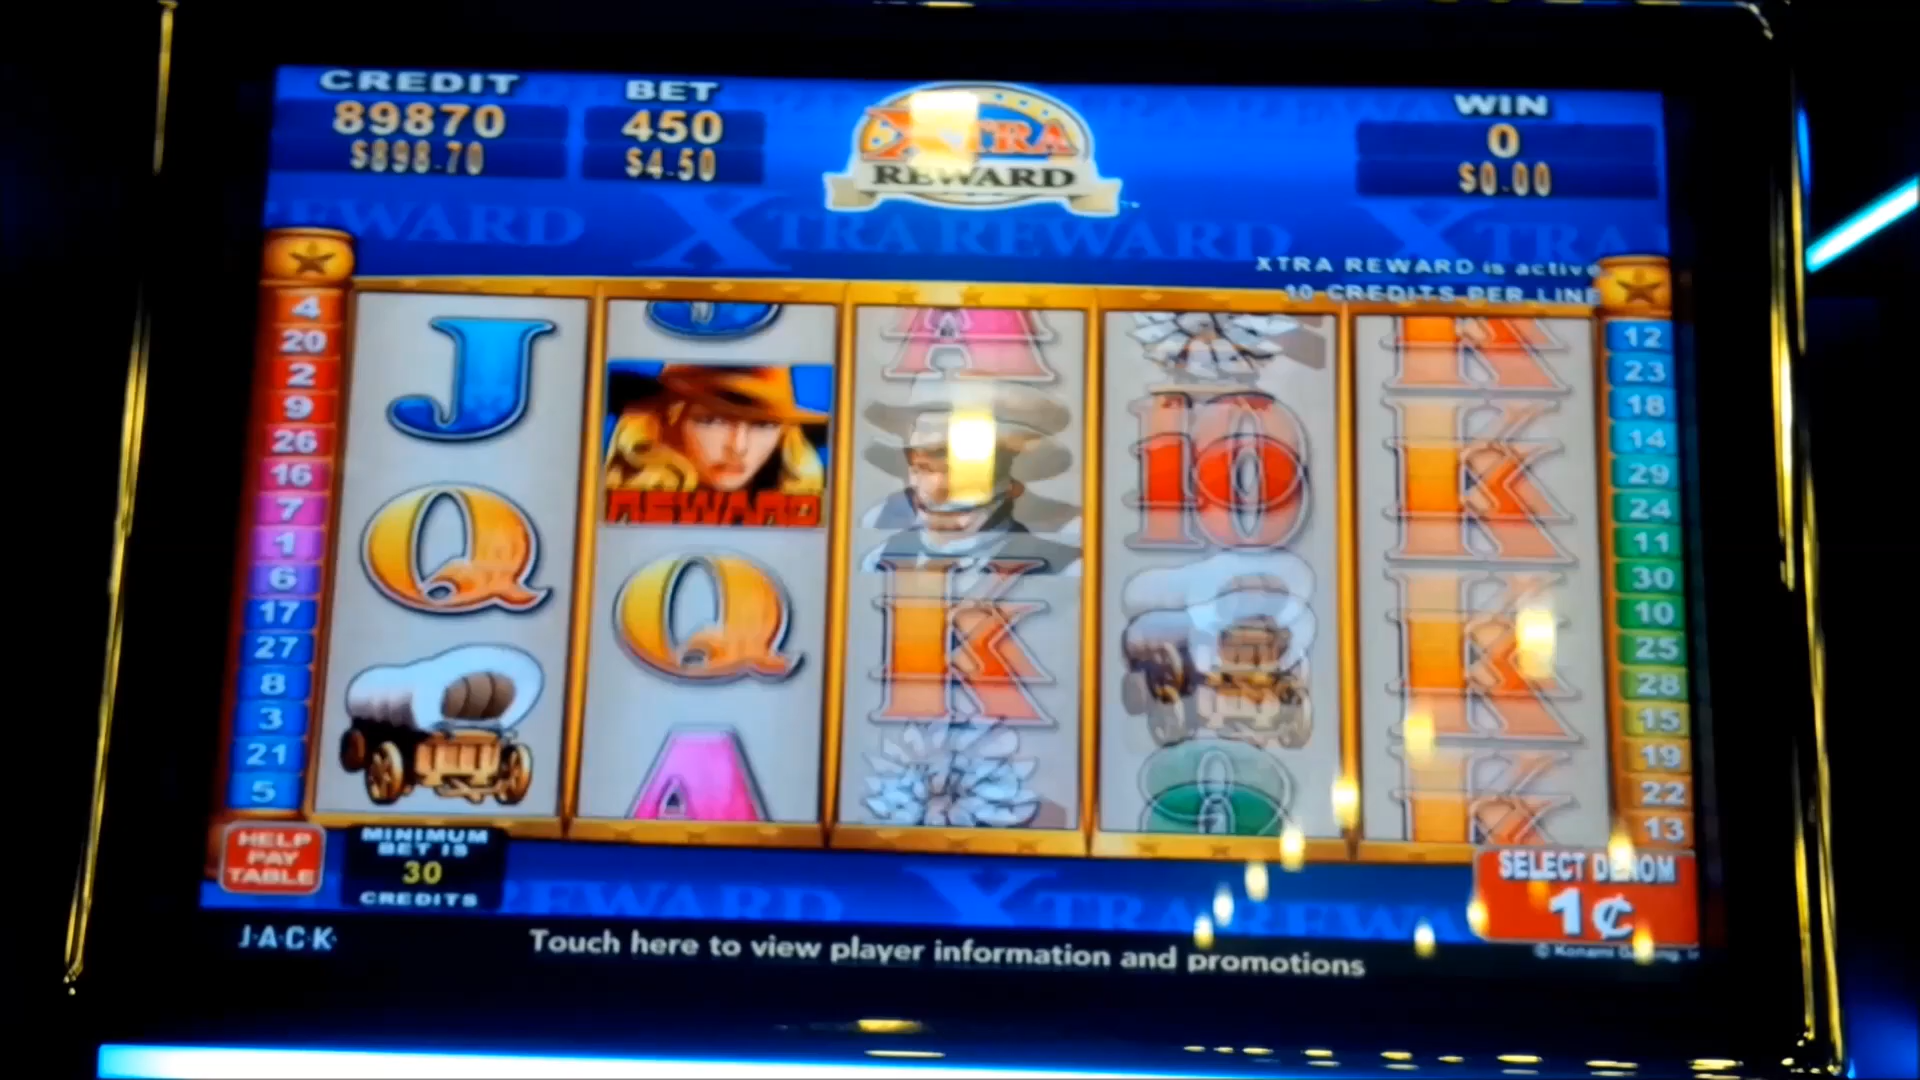 CREDIT
89870
$898.70
BET
450
$4.50
XTRA
REWARD
WIN
0
$0.00
XTRA REWARD
XTRA REWARD is active
10 CREDITS PER LINE
4
20
2
9
26
16
7
1
6
17
27
8
3
21
5
J
Q
REWARD
Q
A
A
K
10
K
K
K
12
23
18
14
29
24
11
30
10
25
28
15
19
22
13
HELP
PAY
TABLE
MINIMUM
BET IS
30
CREDITS
SELECT DENOM
1¢
J·A·C·K
Touch here to view player information and promotions